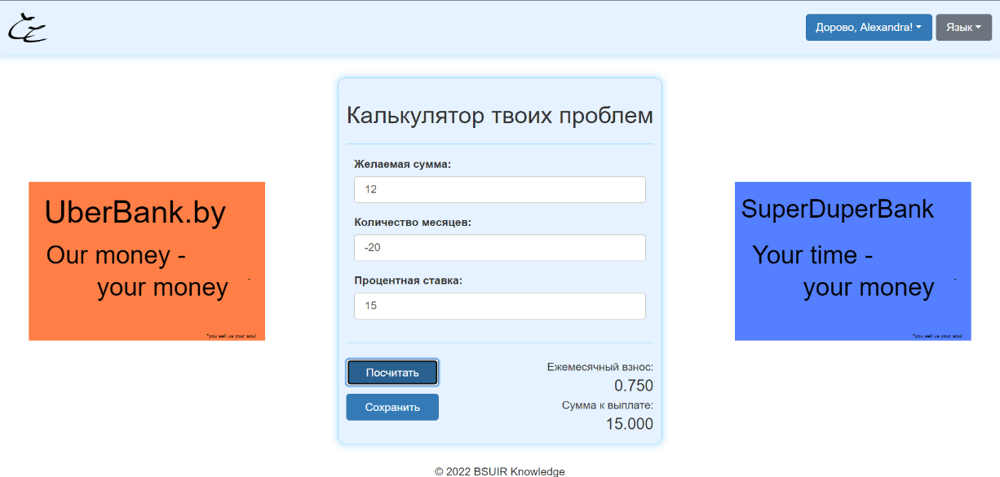 Дорово, Alexandra!
Язык
Калькулятор твоих проблем
Желаемая сумма:
12
Количество месяцев:
-20
Процентная ставка:
15
Посчитать
Сохранить
Ежемесячный взнос:
0.750
Сумма к выплате:
15.000
UberBank.by
Our money -
your money
*you sell us your soul
SuperDuperBank
Your time -
your money
*you sell us your soul
© 2022 BSUIR Knowledge